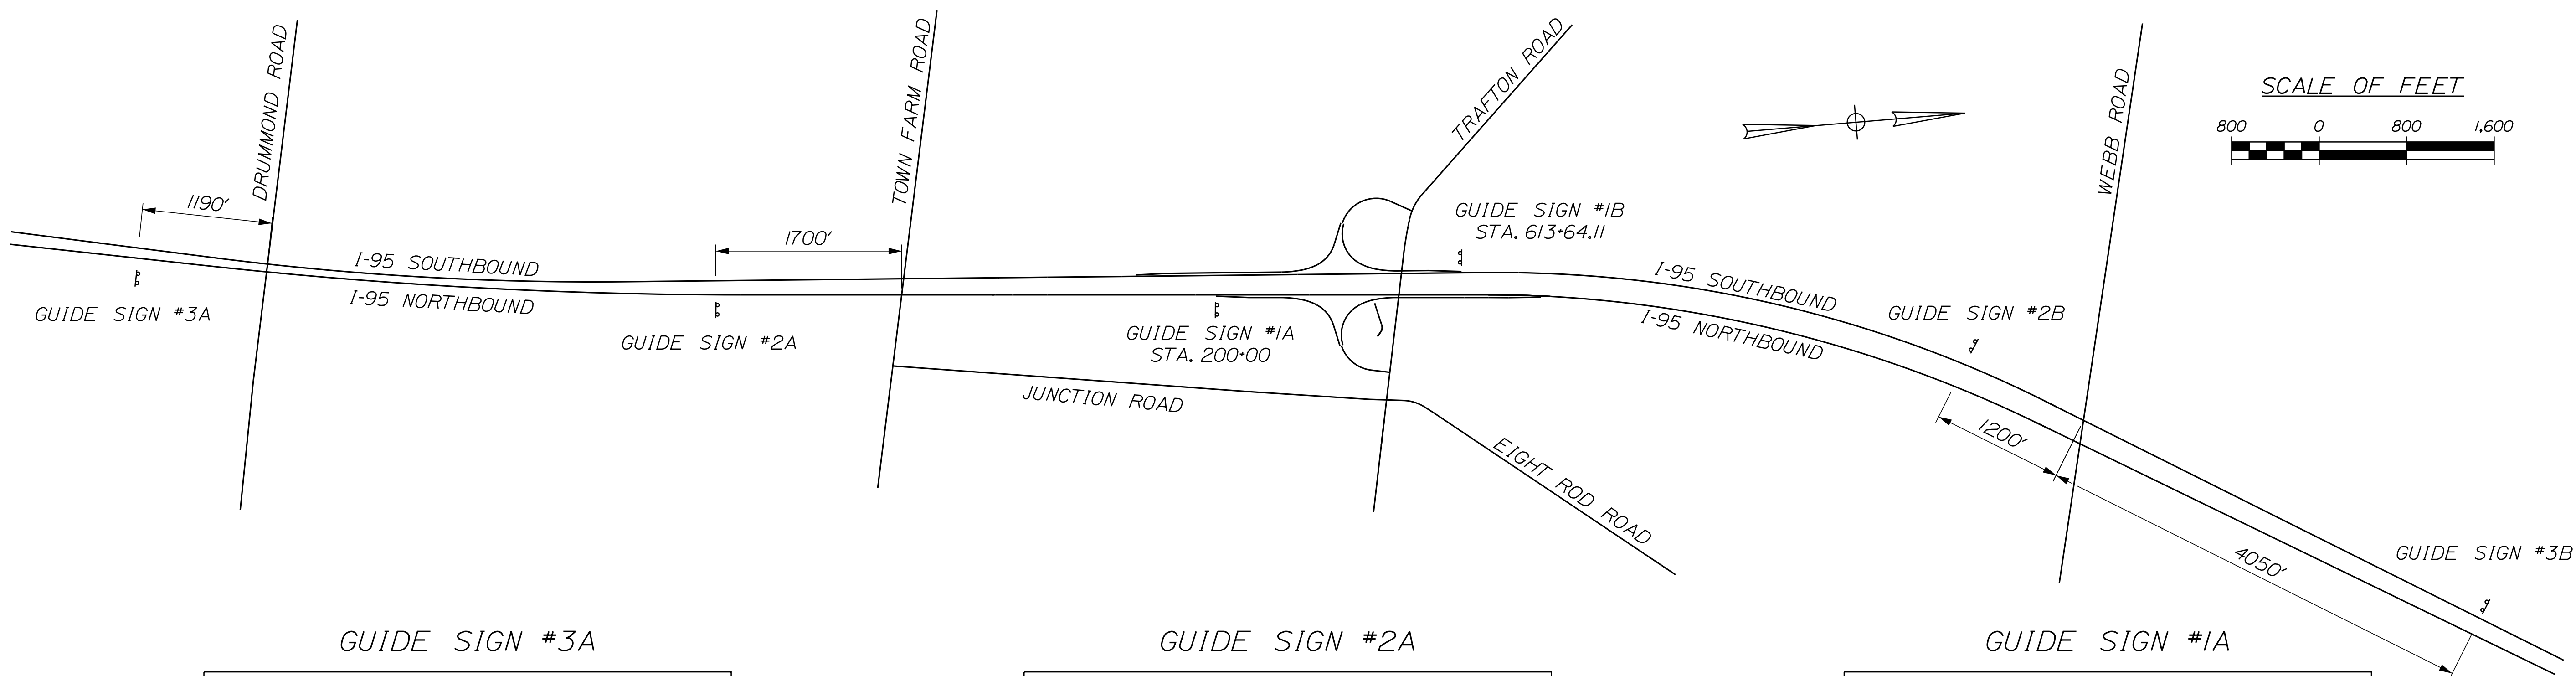 DRUMMOND ROAD
TOWN FARM ROAD
TRAFTON ROAD
WEBB ROAD
SCALE OF FEET
800 0 800 1,600
1190'
1700'
GUIDE SIGN #1B
STA. 613+64.11
I-95 SOUTHBOUND
I-95 NORTHBOUND
I-95 SOUTHBOUND
I-95 NORTHBOUND
GUIDE SIGN #3A
GUIDE SIGN #2A
GUIDE SIGN #1A
STA. 200+00
GUIDE SIGN #2B
JUNCTION ROAD
EIGHT ROD ROAD
1200'
4050'
GUIDE SIGN #3B
GUIDE SIGN #3A
GUIDE SIGN #2A
GUIDE SIGN #1A